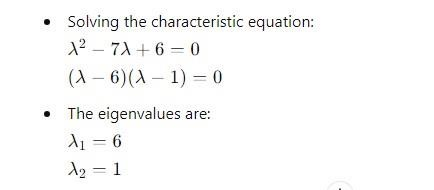 • Solving the characteristic equation:
λ² − 7λ + 6 = 0
(λ − 6)(λ − 1) = 0
• The eigenvalues are:
λ₁ = 6
λ₂ = 1